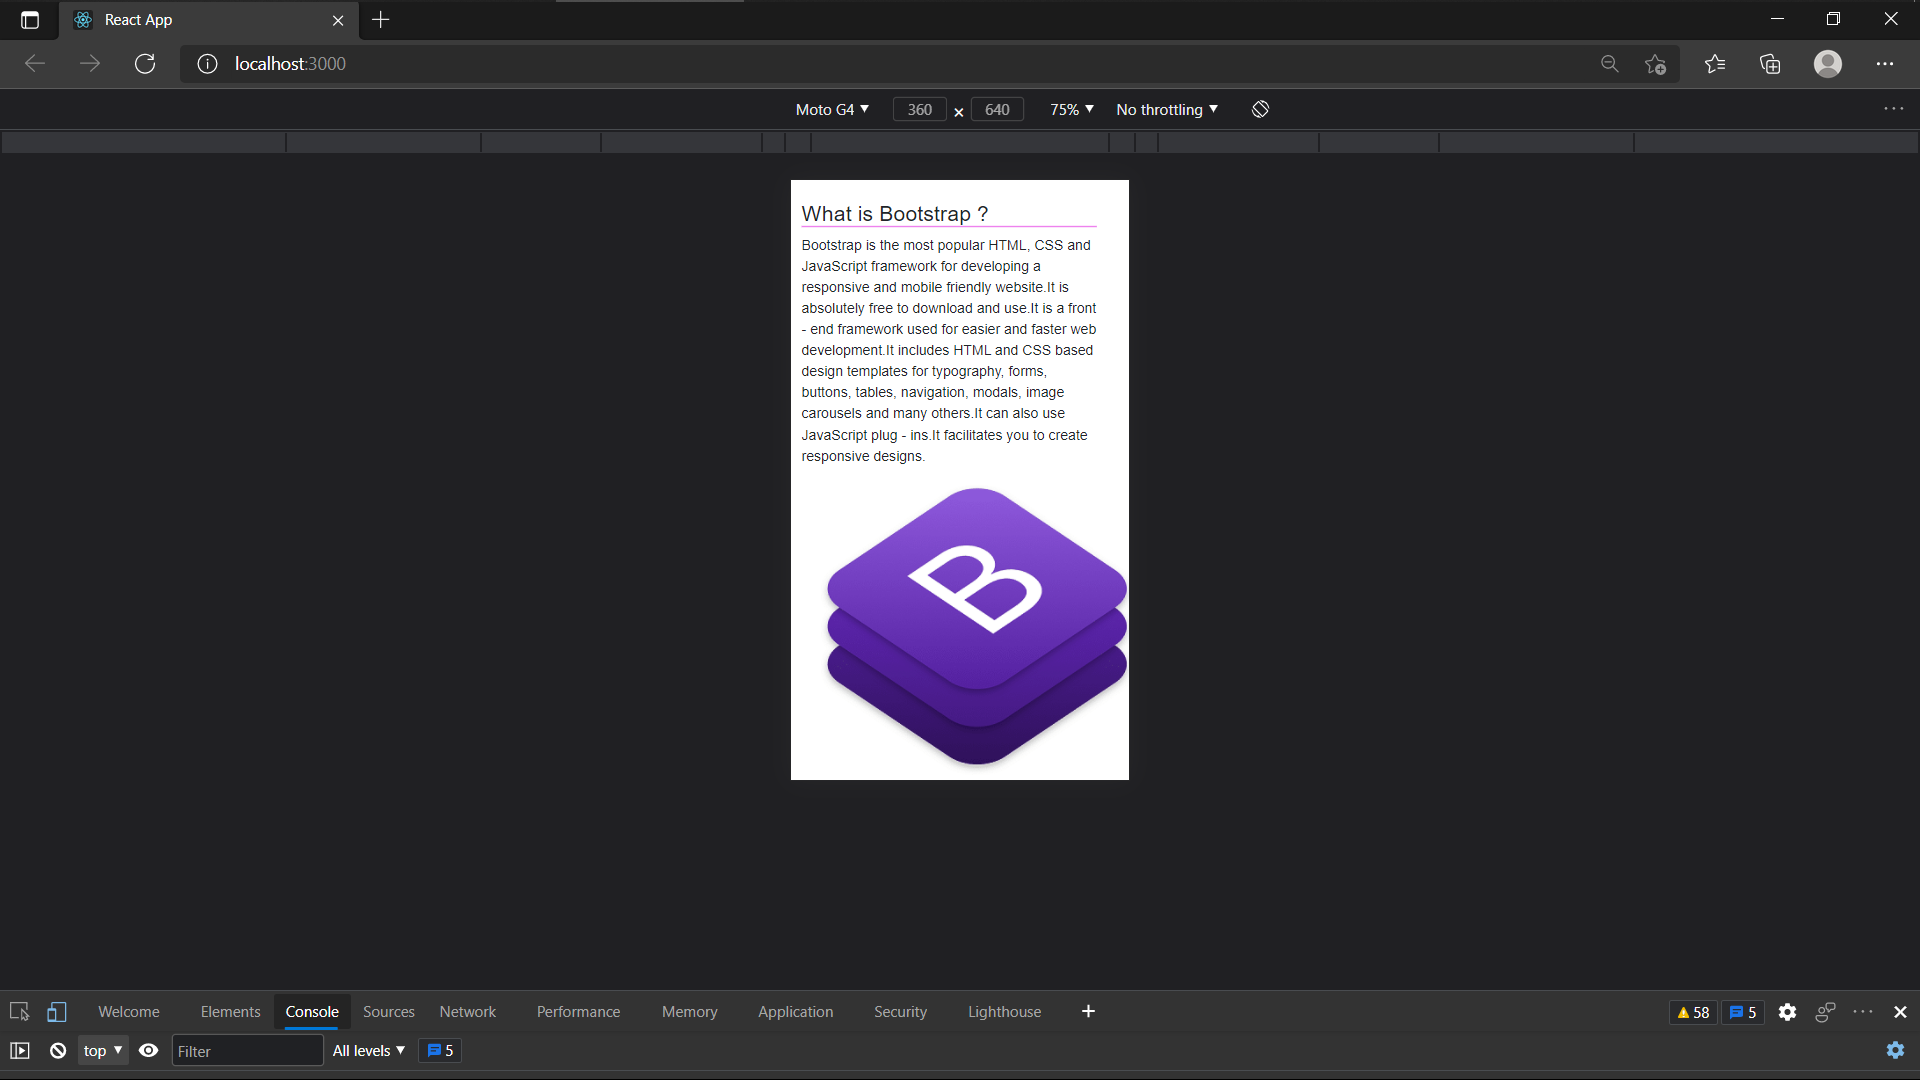 React App
localhost:3000
Moto G4 360 × 640 75% No throttling
What is Bootstrap ?
Bootstrap is the most popular HTML, CSS and
JavaScript framework for developing a
responsive and mobile friendly website.It is
absolutely free to download and use.It is a front
- end framework used for easier and faster web
development.It includes HTML and CSS based
design templates for typography, forms,
buttons, tables, navigation, modals, image
carousels and many others.It can also use
JavaScript plug - ins.It facilitates you to create
responsive designs.
B
Welcome Elements Console Sources Network Performance Memory Application Security Lighthouse 58 5
top Filter All levels 5